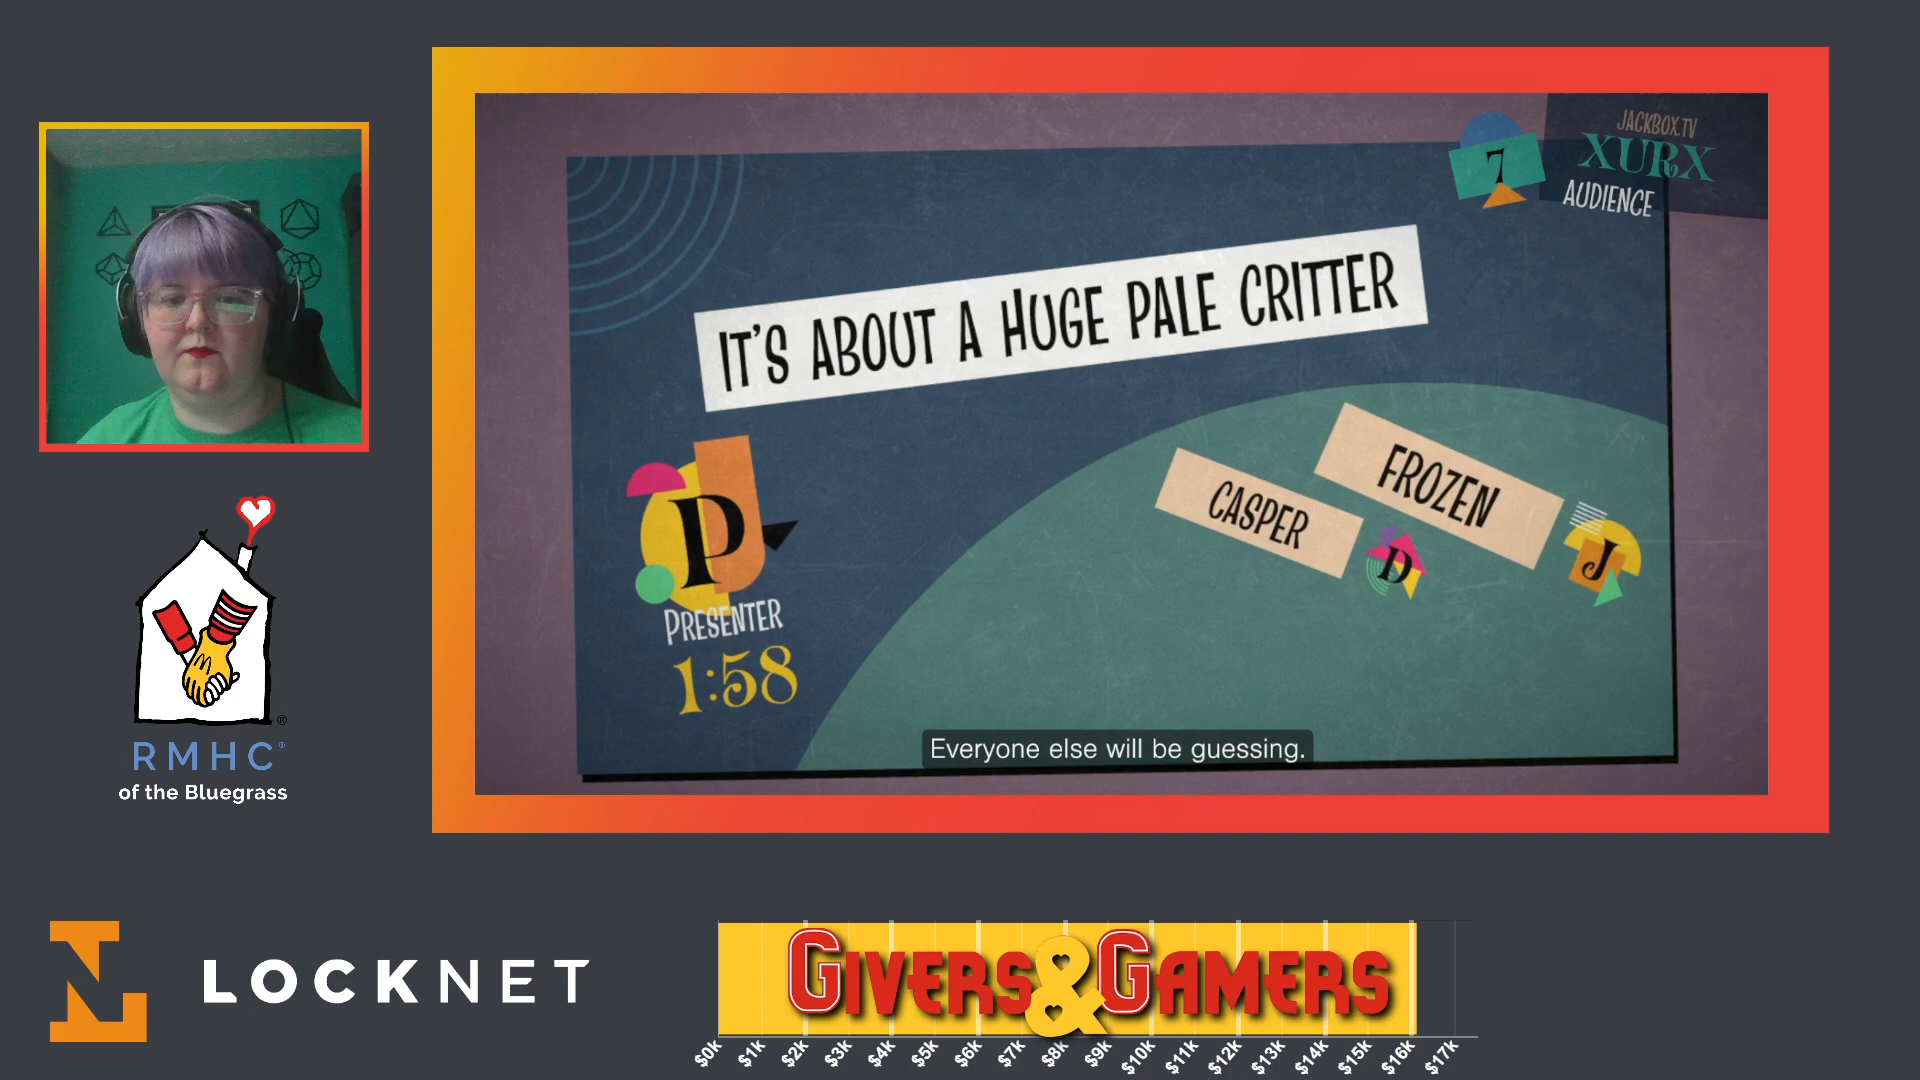 JACKBOX.TV
XURX
7
AUDIENCE
IT'S ABOUT A HUGE PALE CRITTER
FROZEN
CASPER
P
D
J
PRESENTER
1:58
Everyone else will be guessing.
RMHC®
of the Bluegrass
LOCKNET
GIVERS & GAMERS
$0k $1k $2k $3k $4k $5k $6k $7k $8k $9k $10k $11k $12k $13k $14k $15k $16k $17k